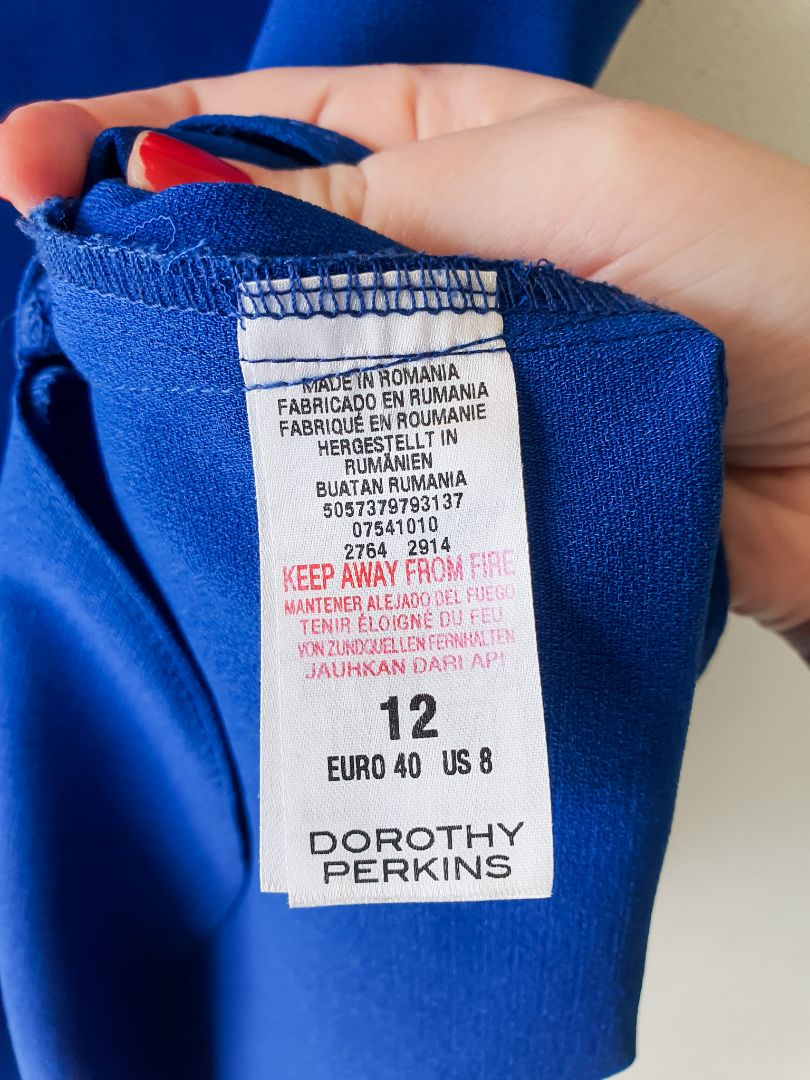 MADE IN ROMANIA
FABRICADO EN RUMANIA
FABRIQUÉ EN ROUMANIE
HERGESTELLT IN
RUMÄNIEN
BUATAN RUMANIA
5057379793137
07541010
2764 2914
KEEP AWAY FROM FIRE
MANTENER ALEJADO DEL FUEGO
TENIR ÉLOIGNÉ DU FEU
VON ZUNDQUELLEN FERNHALTEN
JAUHKAN DARI API
12
EURO 40 US 8
DOROTHY
PERKINS